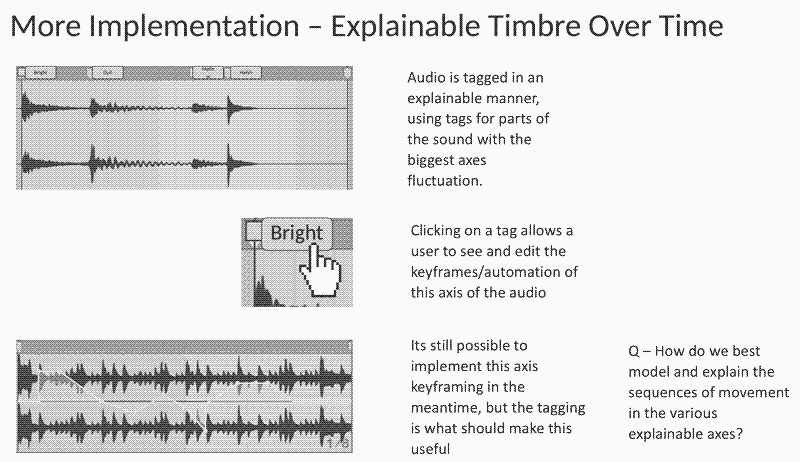 More Implementation – Explainable Timbre Over Time
Bright
Dull
Harsh
Audio is tagged in an
explainable manner,
using tags for parts of
the sound with the
biggest axes
fluctuation.
Bright
Clicking on a tag allows a
user to see and edit the
keyframes/automation of
this axis of the audio
Its still possible to
implement this axis
keyframing in the
meantime, but the tagging
is what should make this
useful
1/8
Q – How do we best
model and explain the
sequences of movement
in the various
explainable axes?